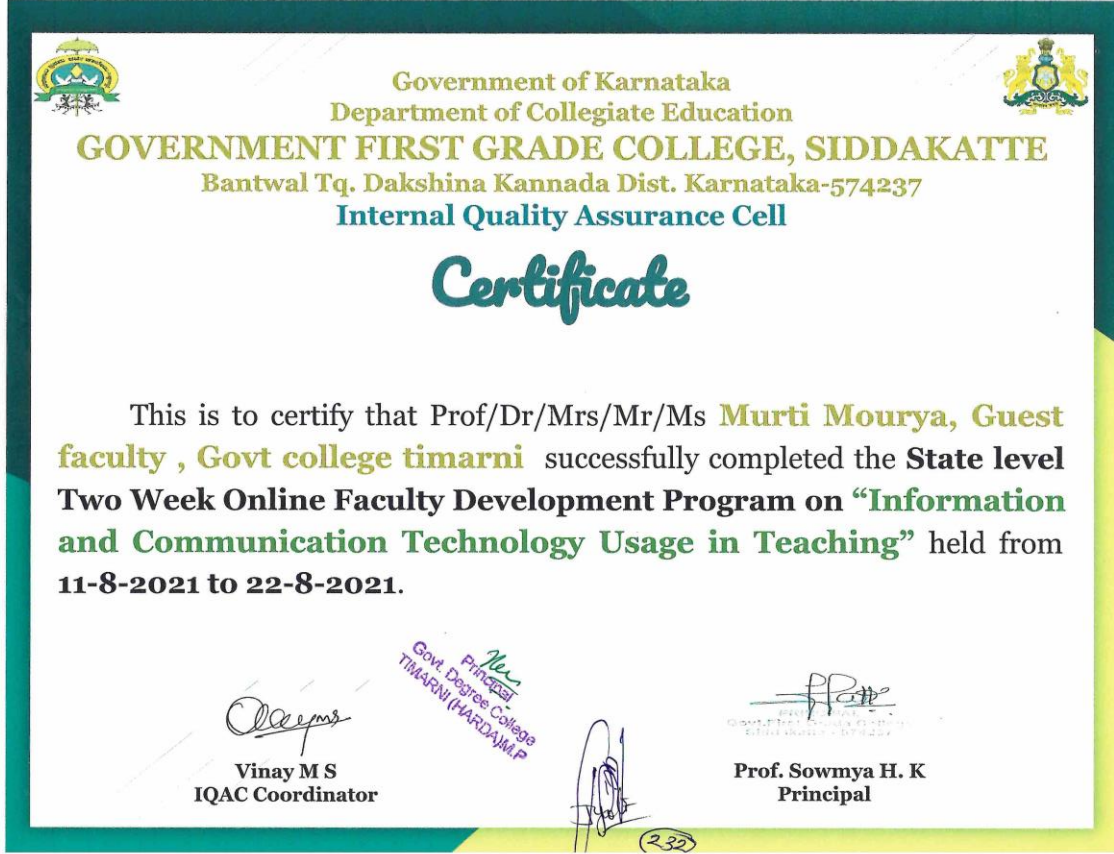 Government of Karnataka
Department of Collegiate Education
GOVERNMENT FIRST GRADE COLLEGE, SIDDAKATTE
Bantwal Tq. Dakshina Kannada Dist. Karnataka-574237
Internal Quality Assurance Cell
Certificate
This is to certify that Prof/Dr/Mrs/Mr/Ms Murti Mourya, Guest
faculty , Govt college timarni successfully completed the State level
Two Week Online Faculty Development Program on “Information
and Communication Technology Usage in Teaching” held from
11-8-2021 to 22-8-2021.
Principal
Govt. Degree College
TIMARNI (HARDA)M.P
Vinay M S
IQAC Coordinator
PRINCIPAL
Prof. Sowmya H. K
Principal
232